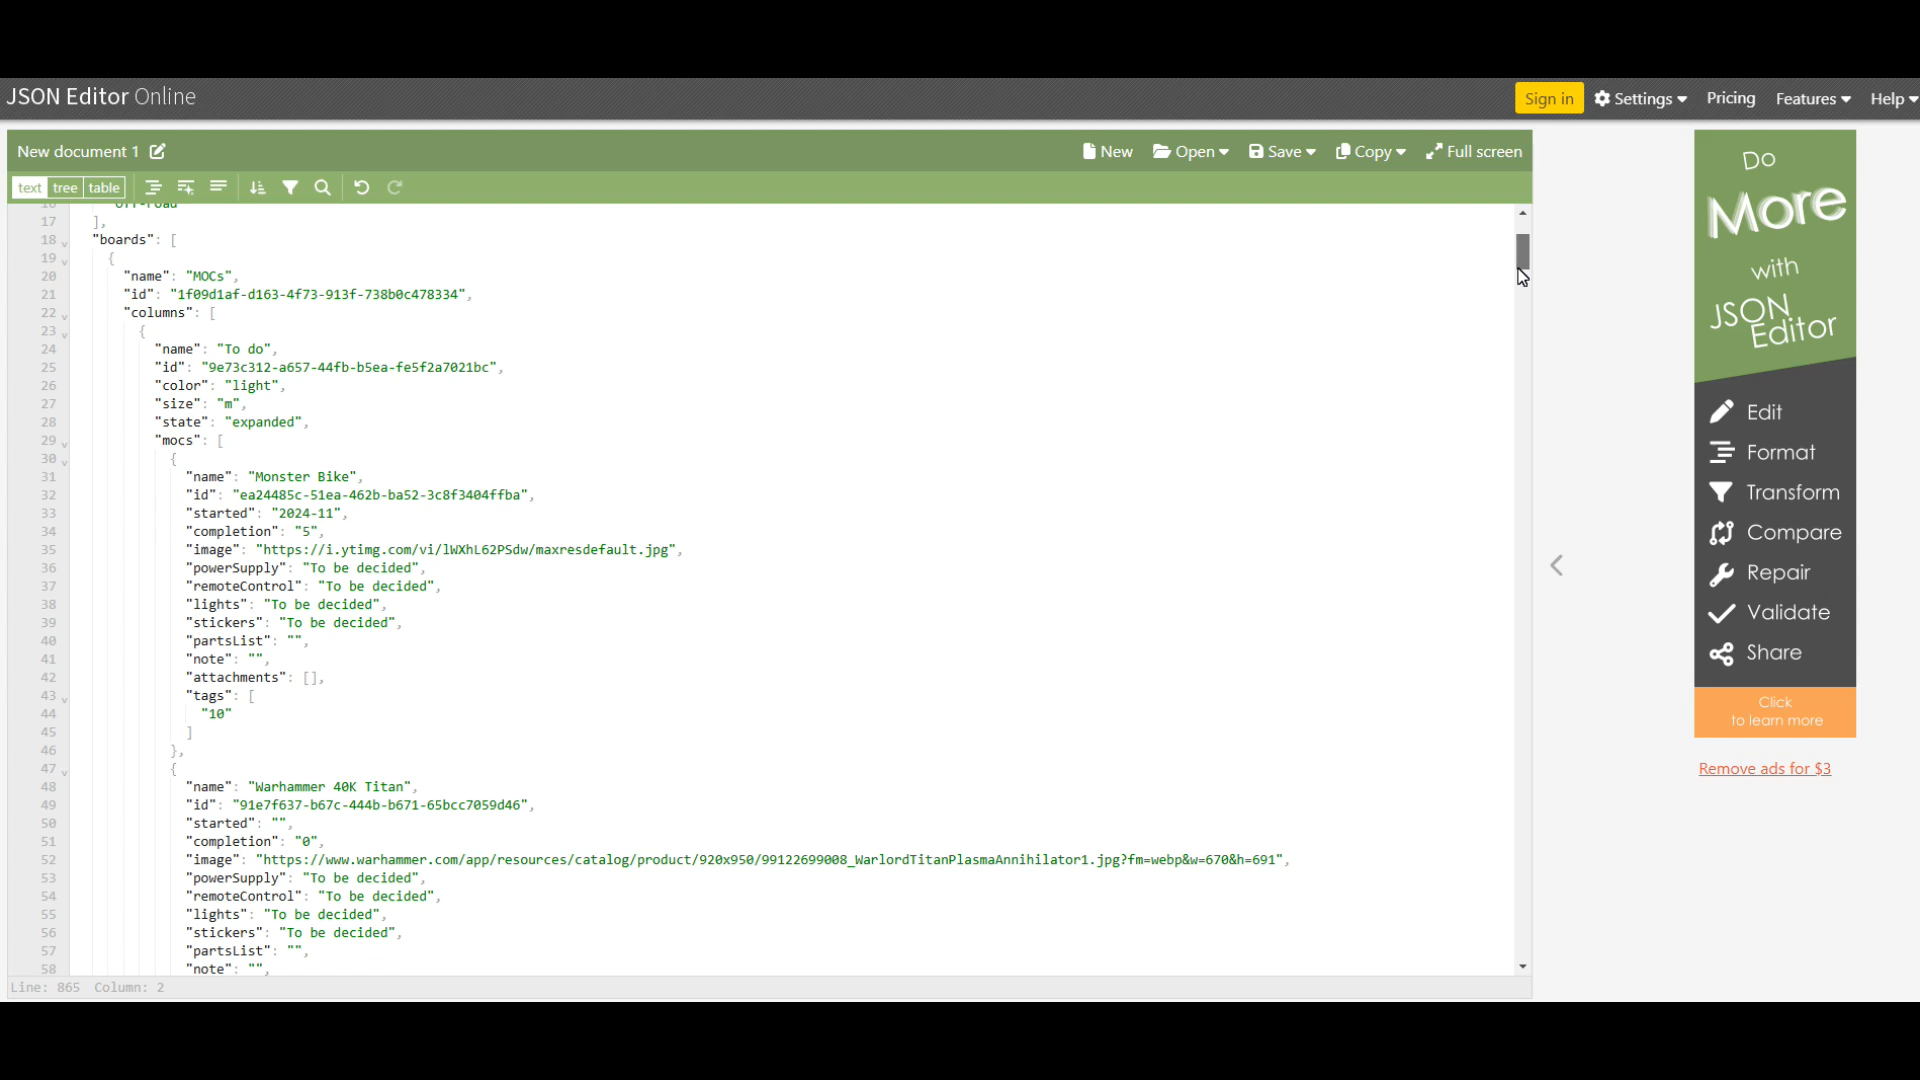 JSON Editor Online
Sign in Settings Pricing Features Help
New document 1 New Open Save Copy Full screen
text tree table
16 "off-road"
17 ],
18 "boards": [
19 {
20 "name": "MOCs",
21 "id": "1f09d1af-d163-4f73-913f-738b0c478334",
22 "columns": [
23 {
24 "name": "To do",
25 "id": "9e73c312-a657-44fb-b5ea-fe5f2a7021bc",
26 "color": "light",
27 "size": "m",
28 "state": "expanded",
29 "mocs": [
30 {
31 "name": "Monster Bike",
32 "id": "ea24485c-51ea-462b-ba52-3c8f3404ffba",
33 "started": "2024-11",
34 "completion": "5",
35 "image": "https://i.ytimg.com/vi/lWXhL62PSdw/maxresdefault.jpg",
36 "powerSupply": "To be decided",
37 "remoteControl": "To be decided",
38 "lights": "To be decided",
39 "stickers": "To be decided",
40 "partsList": "",
41 "note": "",
42 "attachments": [],
43 "tags": [
44 "10"
45 ]
46 },
47 {
48 "name": "Warhammer 40K Titan",
49 "id": "91e7f637-b67c-444b-b671-65bcc7059d46",
50 "started": "",
51 "completion": "0",
52 "image": "https://www.warhammer.com/app/resources/catalog/product/920x950/99122699008_WarlordTitanPlasmaAnnihilator1.jpg?fm=webp&w=670&h=691",
53 "powerSupply": "To be decided",
54 "remoteControl": "To be decided",
55 "lights": "To be decided",
56 "stickers": "To be decided",
57 "partsList": "",
58 "note": "",
Line: 865 Column: 2
Do
More
with
JSON
Editor
Edit
Format
Transform
Compare
Repair
Validate
Share
Click
to learn more
Remove ads for $3